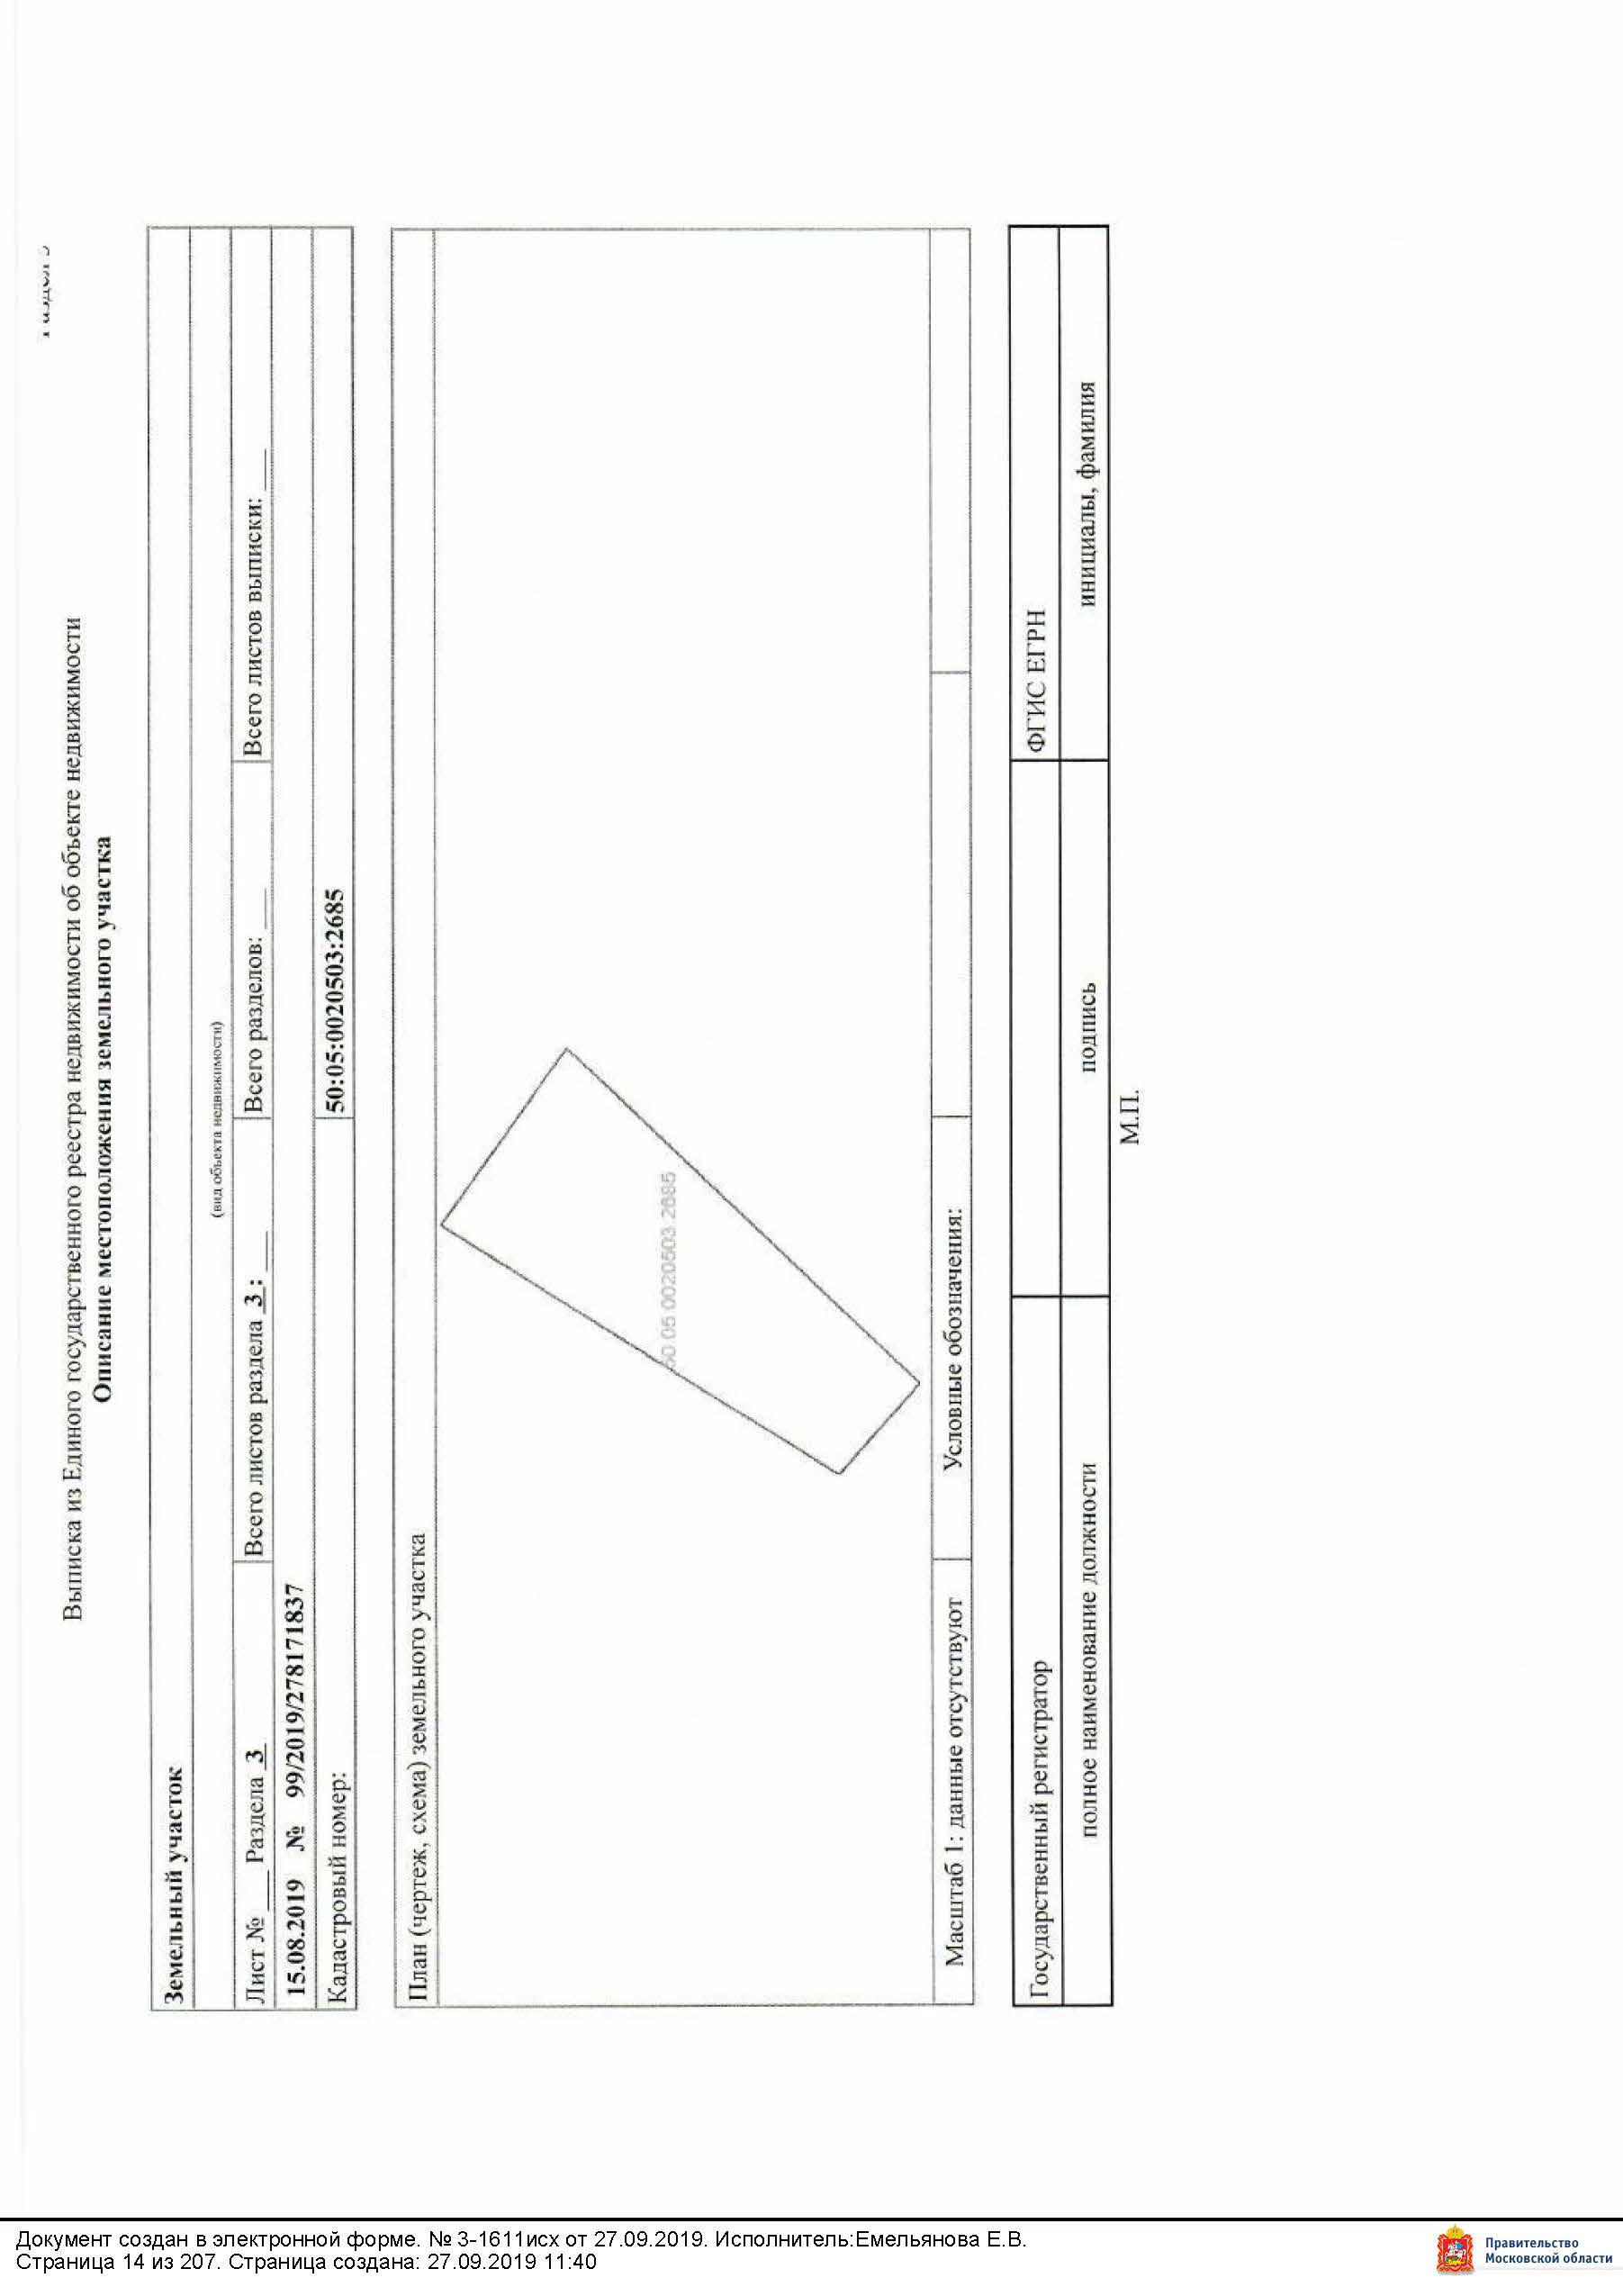 Выписка из Единого государственного реестра недвижимости об объекте недвижимости
Описание местоположения земельного участка
Земельный участок
(вид объекта недвижимости)
Лист № ___ Раздела 3 Всего листов раздела 3 : ___ Всего разделов: ___ Всего листов выписки: ___
15.08.2019 № 99/2019/278171837
Кадастровый номер: 50:05:0020503:2685
План (чертеж, схема) земельного участка
50:05:0020503:2685
Масштаб 1: данные отсутствуют Условные обозначения:
Государственный регистратор ФГИС ЕГРН
полное наименование должности подпись инициалы, фамилия
М.П.
Документ создан в электронной форме. № 3-1611исх от 27.09.2019. Исполнитель:Емельянова Е.В.
Страница 14 из 207. Страница создана: 27.09.2019 11:40
Правительство
Московской области